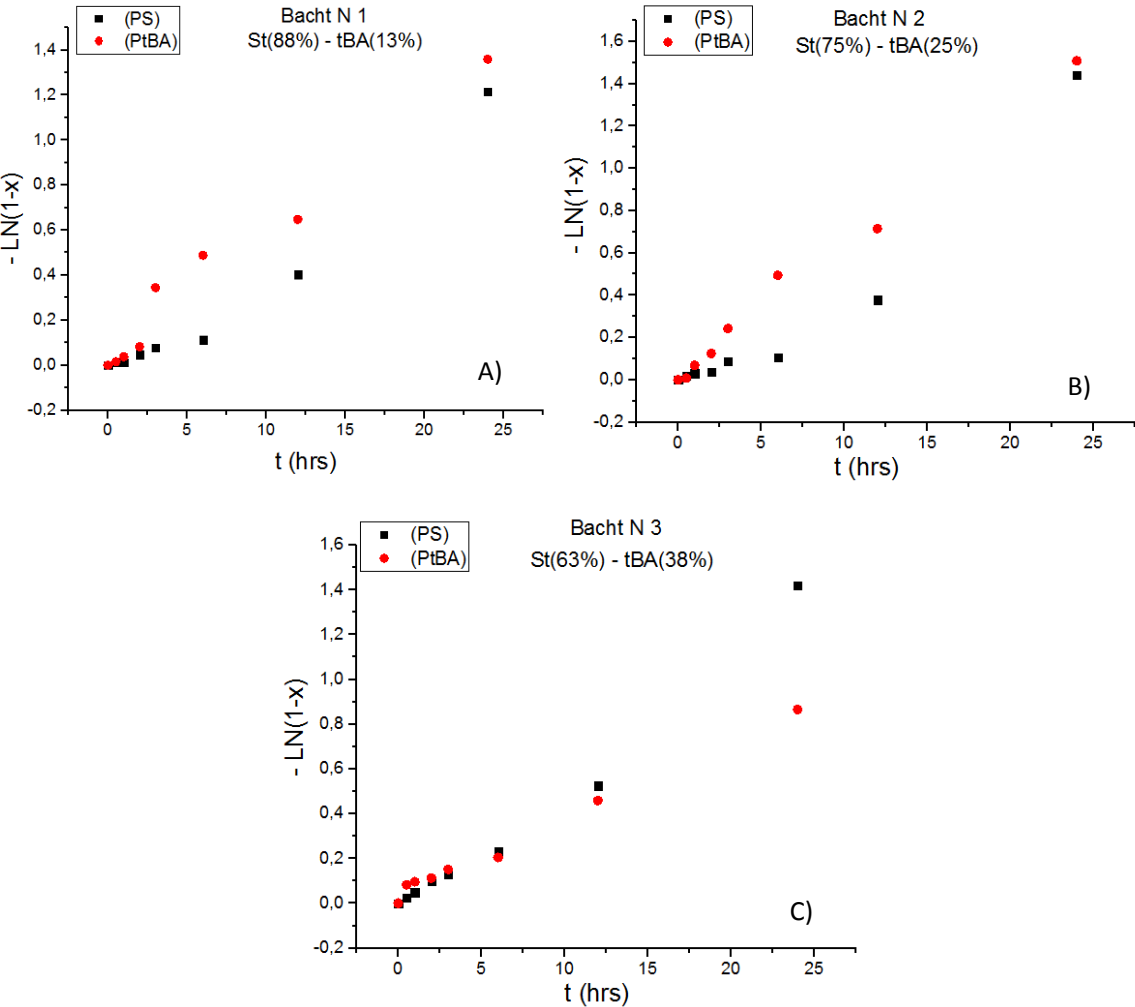 (PS)
(PtBA)
Bacht N 1
St(88%) - tBA(13%)
1,4
1,2
1,0
0,8
0,6
0,4
0,2
0,0
-0,2
- LN(1-x)
A)
0 5 10 15 20 25
t (hrs)
(PS)
(PtBA)
Bacht N 2
St(75%) - tBA(25%)
1,6
1,4
1,2
1,0
0,8
0,6
0,4
0,2
0,0
-0,2
- LN(1-x)
B)
0 5 10 15 20 25
t (hrs)
(PS)
(PtBA)
Bacht N 3
St(63%) - tBA(38%)
1,6
1,4
1,2
1,0
0,8
0,6
0,4
0,2
0,0
-0,2
- LN(1-x)
C)
0 5 10 15 20 25
t (hrs)